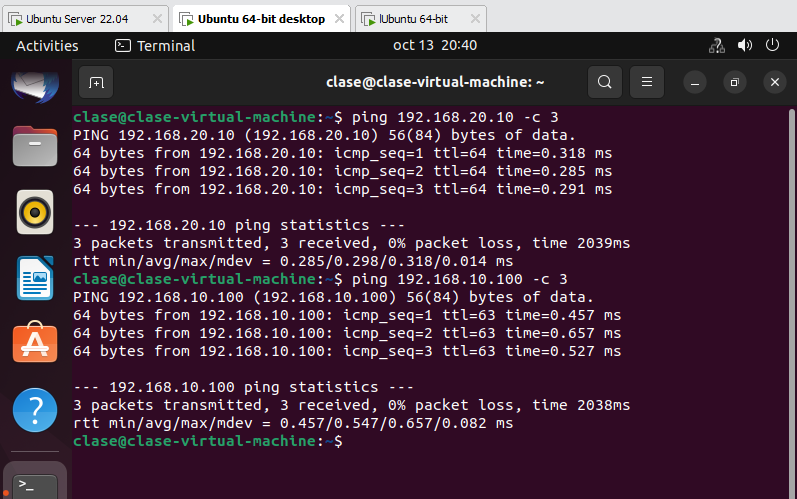 Ubuntu Server 22.04
Ubuntu 64-bit desktop
Ubuntu 64-bit
Activities
Terminal
oct 13 20:40
clase@clase-virtual-machine: ~
clase@clase-virtual-machine:~$ ping 192.168.20.10 -c 3
PING 192.168.20.10 (192.168.20.10) 56(84) bytes of data.
64 bytes from 192.168.20.10: icmp_seq=1 ttl=64 time=0.318 ms
64 bytes from 192.168.20.10: icmp_seq=2 ttl=64 time=0.285 ms
64 bytes from 192.168.20.10: icmp_seq=3 ttl=64 time=0.291 ms
--- 192.168.20.10 ping statistics ---
3 packets transmitted, 3 received, 0% packet loss, time 2039ms
rtt min/avg/max/mdev = 0.285/0.298/0.318/0.014 ms
clase@clase-virtual-machine:~$ ping 192.168.10.100 -c 3
PING 192.168.10.100 (192.168.10.100) 56(84) bytes of data.
64 bytes from 192.168.10.100: icmp_seq=1 ttl=63 time=0.457 ms
64 bytes from 192.168.10.100: icmp_seq=2 ttl=63 time=0.657 ms
64 bytes from 192.168.10.100: icmp_seq=3 ttl=63 time=0.527 ms
--- 192.168.10.100 ping statistics ---
3 packets transmitted, 3 received, 0% packet loss, time 2038ms
rtt min/avg/max/mdev = 0.457/0.547/0.657/0.082 ms
clase@clase-virtual-machine:~$